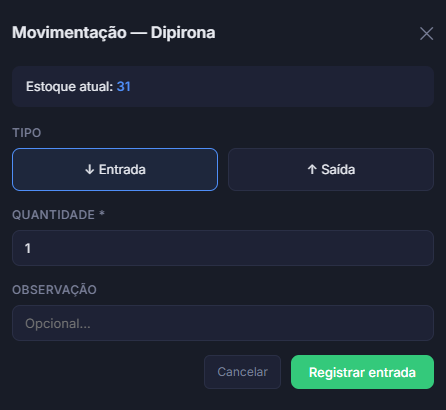 Movimentação — Dipirona
Estoque atual: 31
TIPO
↓ Entrada
↑ Saída
QUANTIDADE *
1
OBSERVAÇÃO
Opcional...
Cancelar
Registrar entrada